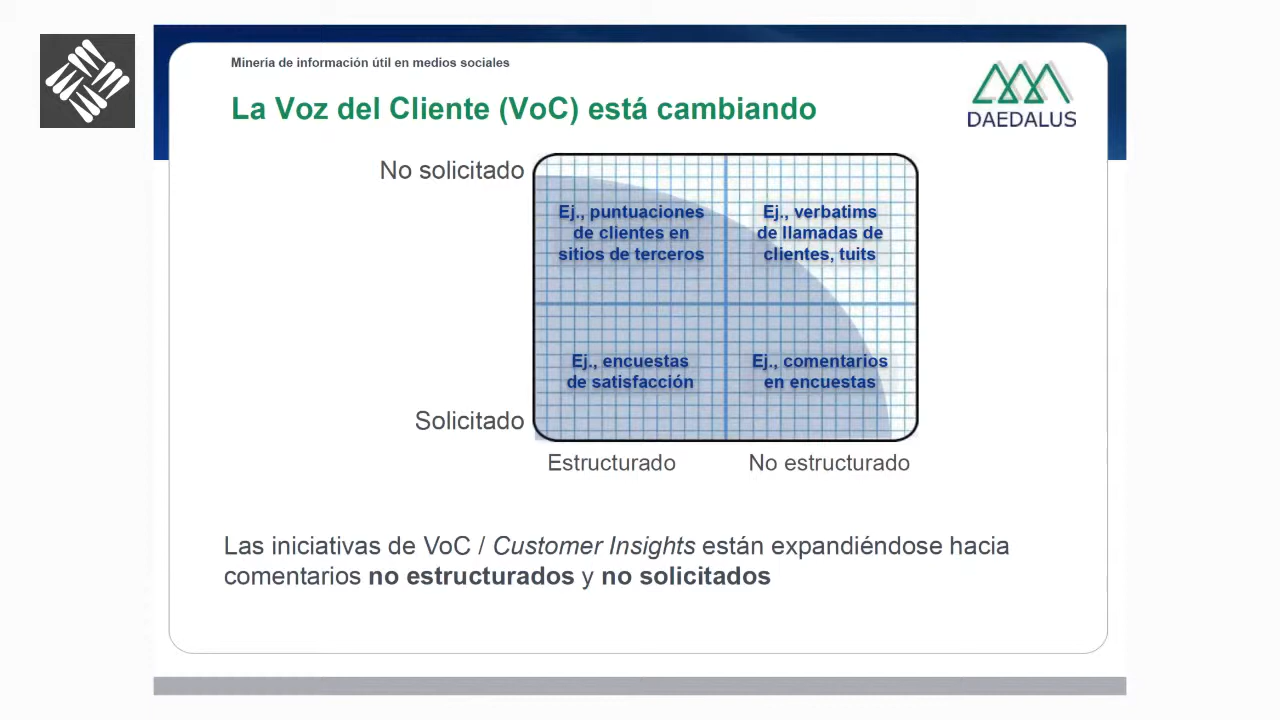 Minería de información útil en medios sociales
La Voz del Cliente (VoC) está cambiando
DAEDALUS
No solicitado
Ej., puntuaciones
de clientes en
sitios de terceros
Ej., verbatims
de llamadas de
clientes, tuits
Ej., encuestas
de satisfacción
Ej., comentarios
en encuestas
Solicitado
Estructurado
No estructurado
Las iniciativas de VoC / Customer Insights están expandiéndose hacia
comentarios no estructurados y no solicitados